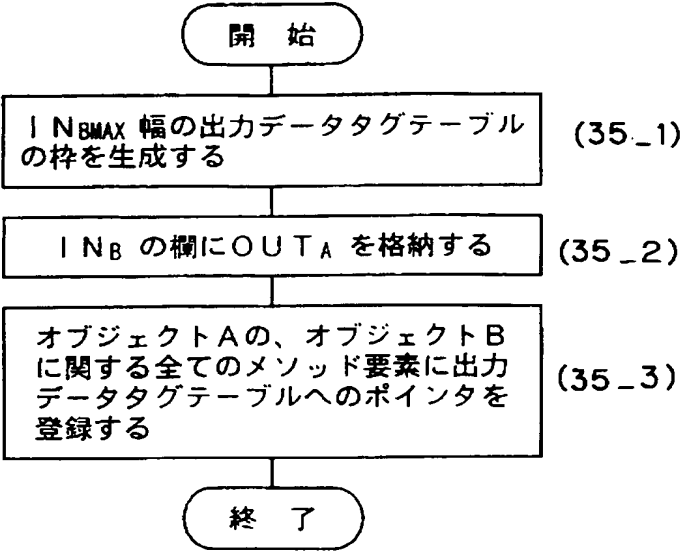 開 始
INBMAX 幅の出力データタグテーブル
の枠を生成する
(35_1)
INB の欄にOUTA を格納する
(35_2)
オブジェクトAの、オブジェクトB
に関する全てのメソッド要素に出力
データタグテーブルへのポインタを
登録する
(35_3)
終 了